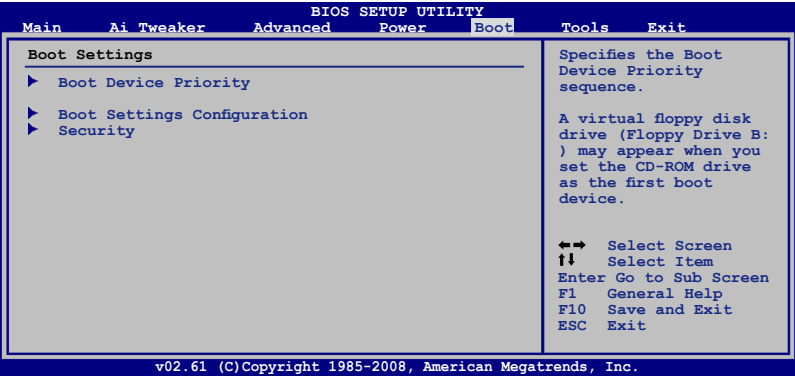 BIOS SETUP UTILITY
Main Ai Tweaker Advanced Power Boot Tools Exit
Boot Settings
Boot Device Priority
Boot Settings Configuration
Security
Specifies the Boot
Device Priority
sequence.
A virtual floppy disk
drive (Floppy Drive B:
) may appear when you
set the CD-ROM drive
as the first boot
device.
←→ Select Screen
↑↓ Select Item
Enter Go to Sub Screen
F1 General Help
F10 Save and Exit
ESC Exit
v02.61 (C)Copyright 1985-2008, American Megatrends, Inc.